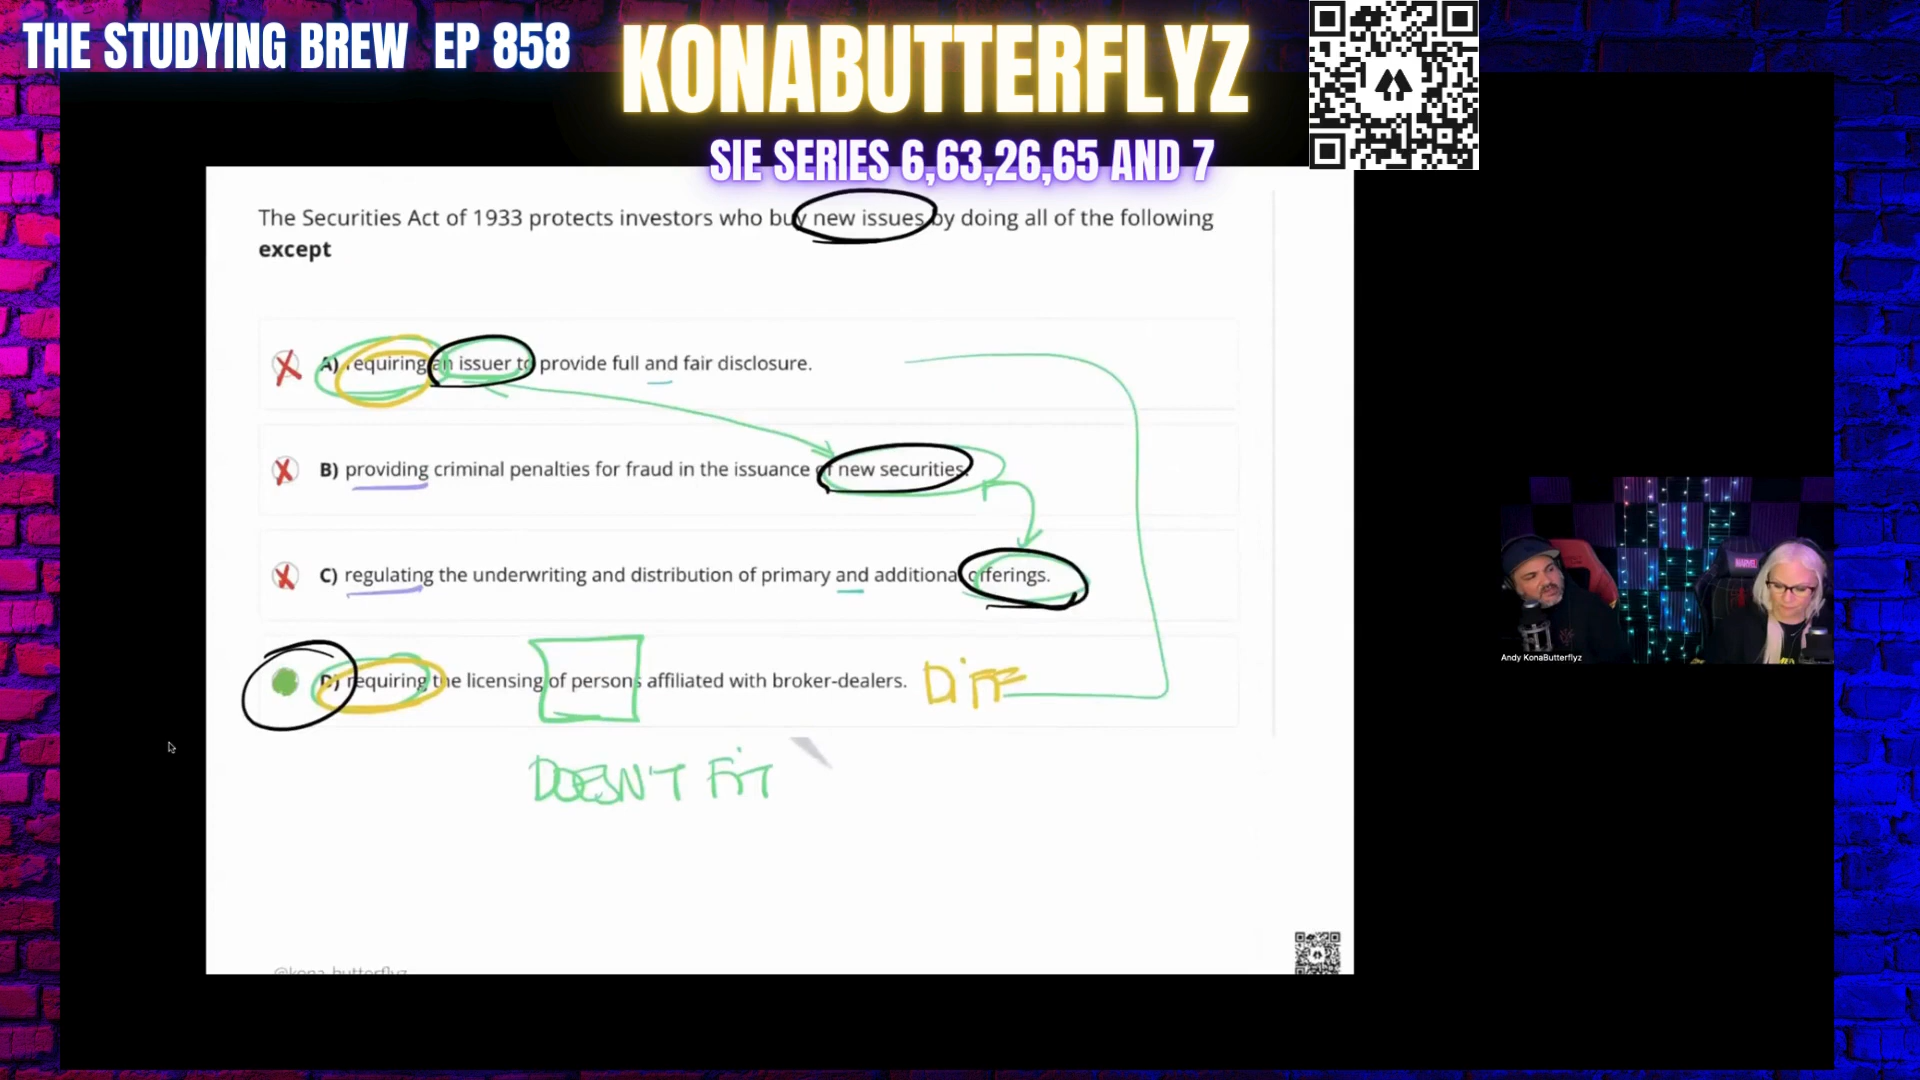 THE STUDYING BREW EP 858
KONABUTTERFLYZ
SIE SERIES 6,63,26,65 AND 7
The Securities Act of 1933 protects investors who buy new issues by doing all of the following
except
A) requiring an issuer to provide full and fair disclosure.
B) providing criminal penalties for fraud in the issuance of new securities.
C) regulating the underwriting and distribution of primary and additional offerings.
D) requiring the licensing of persons affiliated with broker-dealers.
DIFF
DOESN'T FIT
@kona_butterflyz
MARVEL
Andy KonaButterflyz